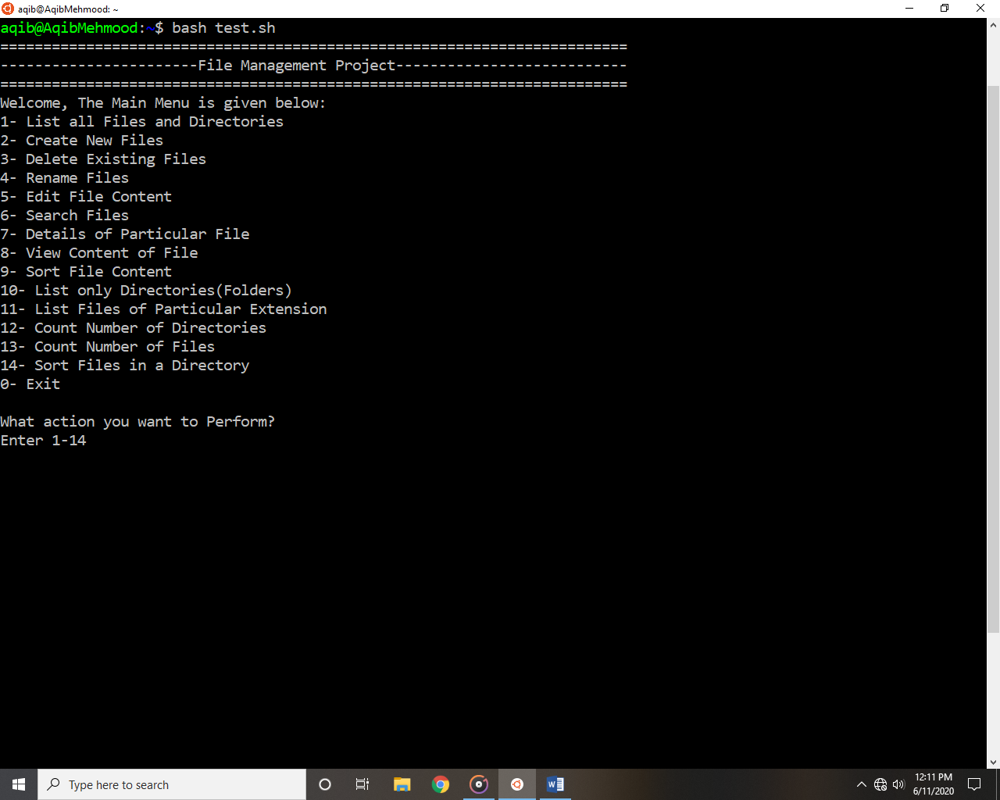 aqib@AqibMehmood: ~
aqib@AqibMehmood:~$ bash test.sh
=========================================================================
-----------------------File Management Project---------------------------
=========================================================================
Welcome, The Main Menu is given below:
1- List all Files and Directories
2- Create New Files
3- Delete Existing Files
4- Rename Files
5- Edit File Content
6- Search Files
7- Details of Particular File
8- View Content of File
9- Sort File Content
10- List only Directories(Folders)
11- List Files of Particular Extension
12- Count Number of Directories
13- Count Number of Files
14- Sort Files in a Directory
0- Exit
What action you want to Perform?
Enter 1-14
Type here to search
12:11 PM
6/11/2020